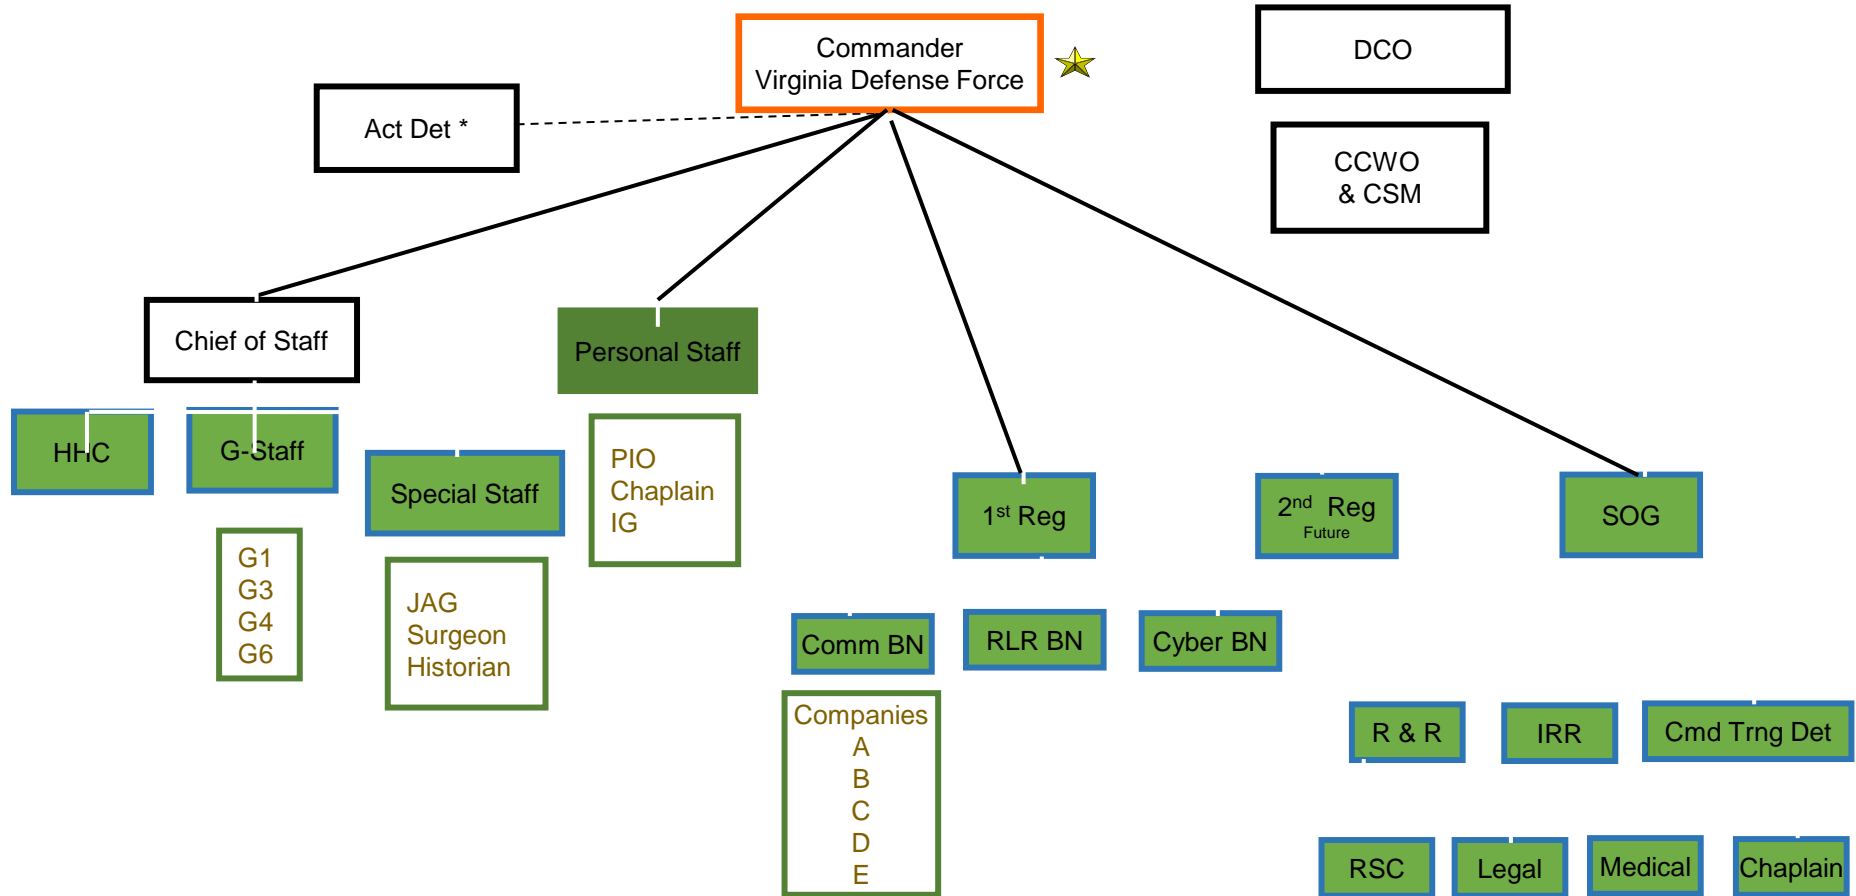 Commander
Virginia Defense Force
DCO
Act Det *
CCWO
& CSM
Chief of Staff
Personal Staff
HHC
G-Staff
Special Staff
PIO
Chaplain
IG
1st Reg
2nd Reg
Future
SOG
G1
G3
G4
G6
JAG
Surgeon
Historian
Comm BN
RLR BN
Cyber BN
Companies
A
B
C
D
E
R & R
IRR
Cmd Trng Det
RSC
Legal
Medical
Chaplain